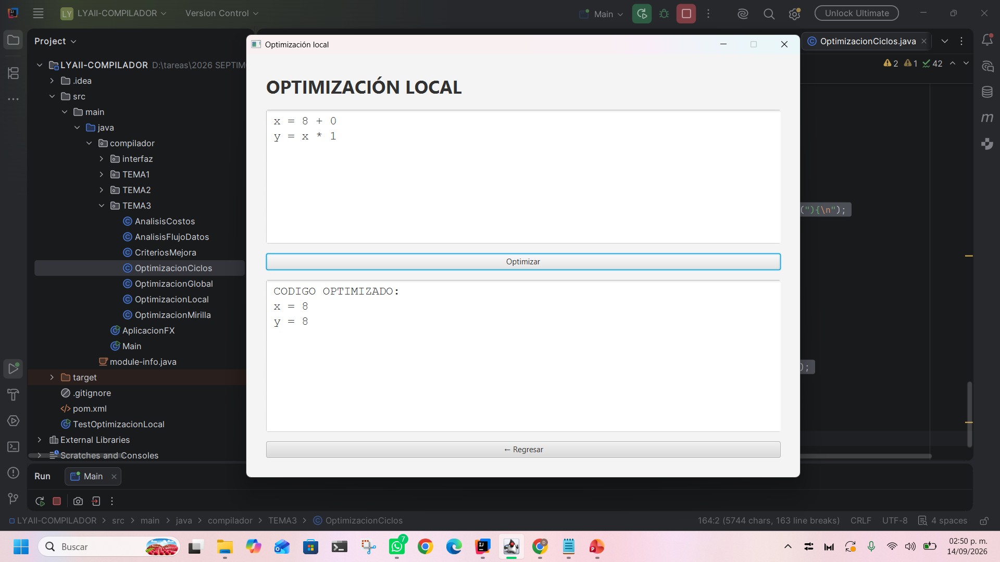 LY LYAII-COMPILADOR Version Control Main Unlock Ultimate
Project
LYAII-COMPILADOR D:\tareas\2026 SEPTIM
.idea
src
main
java
compilador
interfaz
TEMA1
TEMA2
TEMA3
AnalisisCostos
AnalisisFlujoDatos
CriteriosMejora
OptimizacionCiclos
OptimizacionGlobal
OptimizacionLocal
OptimizacionMirilla
AplicacionFX
Main
module-info.java
target
.gitignore
pom.xml
TestOptimizacionLocal
External Libraries
Scratches and Consoles
Optimización local
OPTIMIZACIÓN LOCAL
x = 8 + 0
y = x * 1
Optimizar
CODIGO OPTIMIZADO:
x = 8
y = 8
← Regresar
OptimizacionCiclos.java
2 1 42
("){\n");
);
Run Main
LYAII-COMPILADOR > src > main > java > compilador > TEMA3 > OptimizacionCiclos
164:2 (5744 chars, 163 line breaks) CRLF UTF-8 4 spaces
Buscar
7
02:50 p. m.
14/09/2026